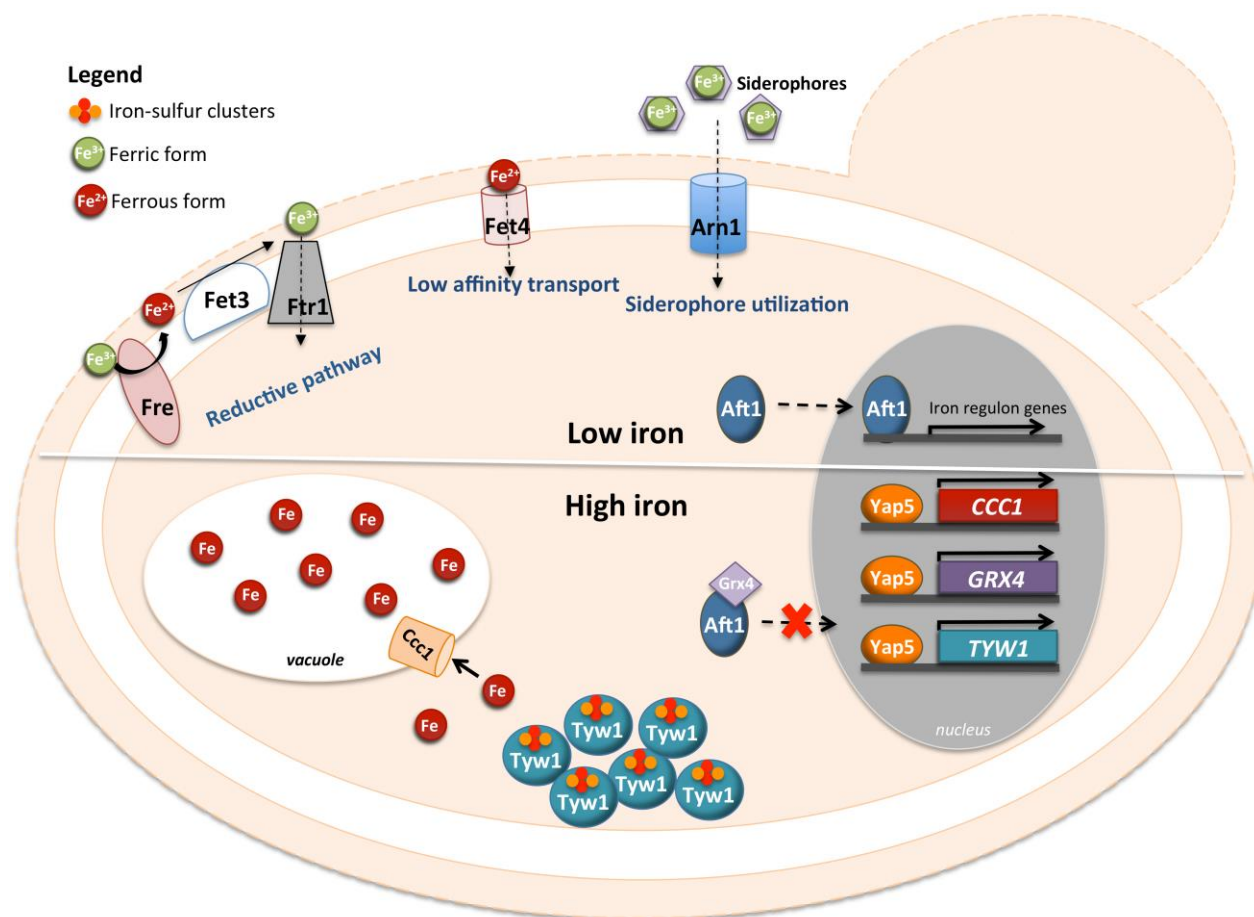 Legend
Iron-sulfur clusters
Fe³⁺ Ferric form
Fe²⁺ Ferrous form
Fe³⁺
Siderophores
Fe³⁺
Fe³⁺
Fe²⁺
Fet4
Low affinity transport
Arn1
Siderophore utilization
Fe³⁺
Fet3
Ftr1
Fe²⁺
Fe³⁺
Fre
Reductive pathway
Low iron
Aft1
Aft1
Iron regulon genes
High iron
Fe
Fe
Fe
Fe
Fe
Fe
Fe
vacuole
Ccc1
Fe
Fe
Grx4
Aft1
Yap5
CCC1
Yap5
GRX4
Yap5
TYW1
nucleus
Tyw1
Tyw1
Tyw1
Tyw1
Tyw1
Tyw1